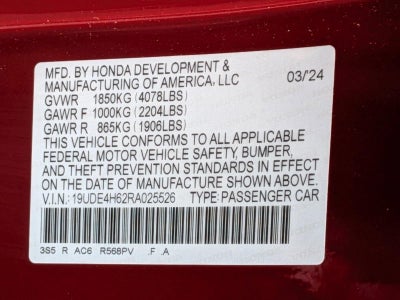 MFD. BY HONDA DEVELOPMENT &
MANUFACTURING OF AMERICA, LLC 03/'24
GVWR 1850KG (4078LBS)
GAWR F 1000KG (2204LBS)
GAWR R 865KG (1906LBS)
THIS VEHICLE CONFORMS TO ALL APPLICABLE
FEDERAL MOTOR VEHICLE SAFETY, BUMPER,
AND THEFT PREVENTION STANDARDS IN EFFECT
ON THE DATE OF MANUFACTURE SHOWN ABOVE.
V.I.N.: 19UDE4H62RA025526 TYPE: PASSENGER CAR
3S5 R AC6 R568PV .F .A